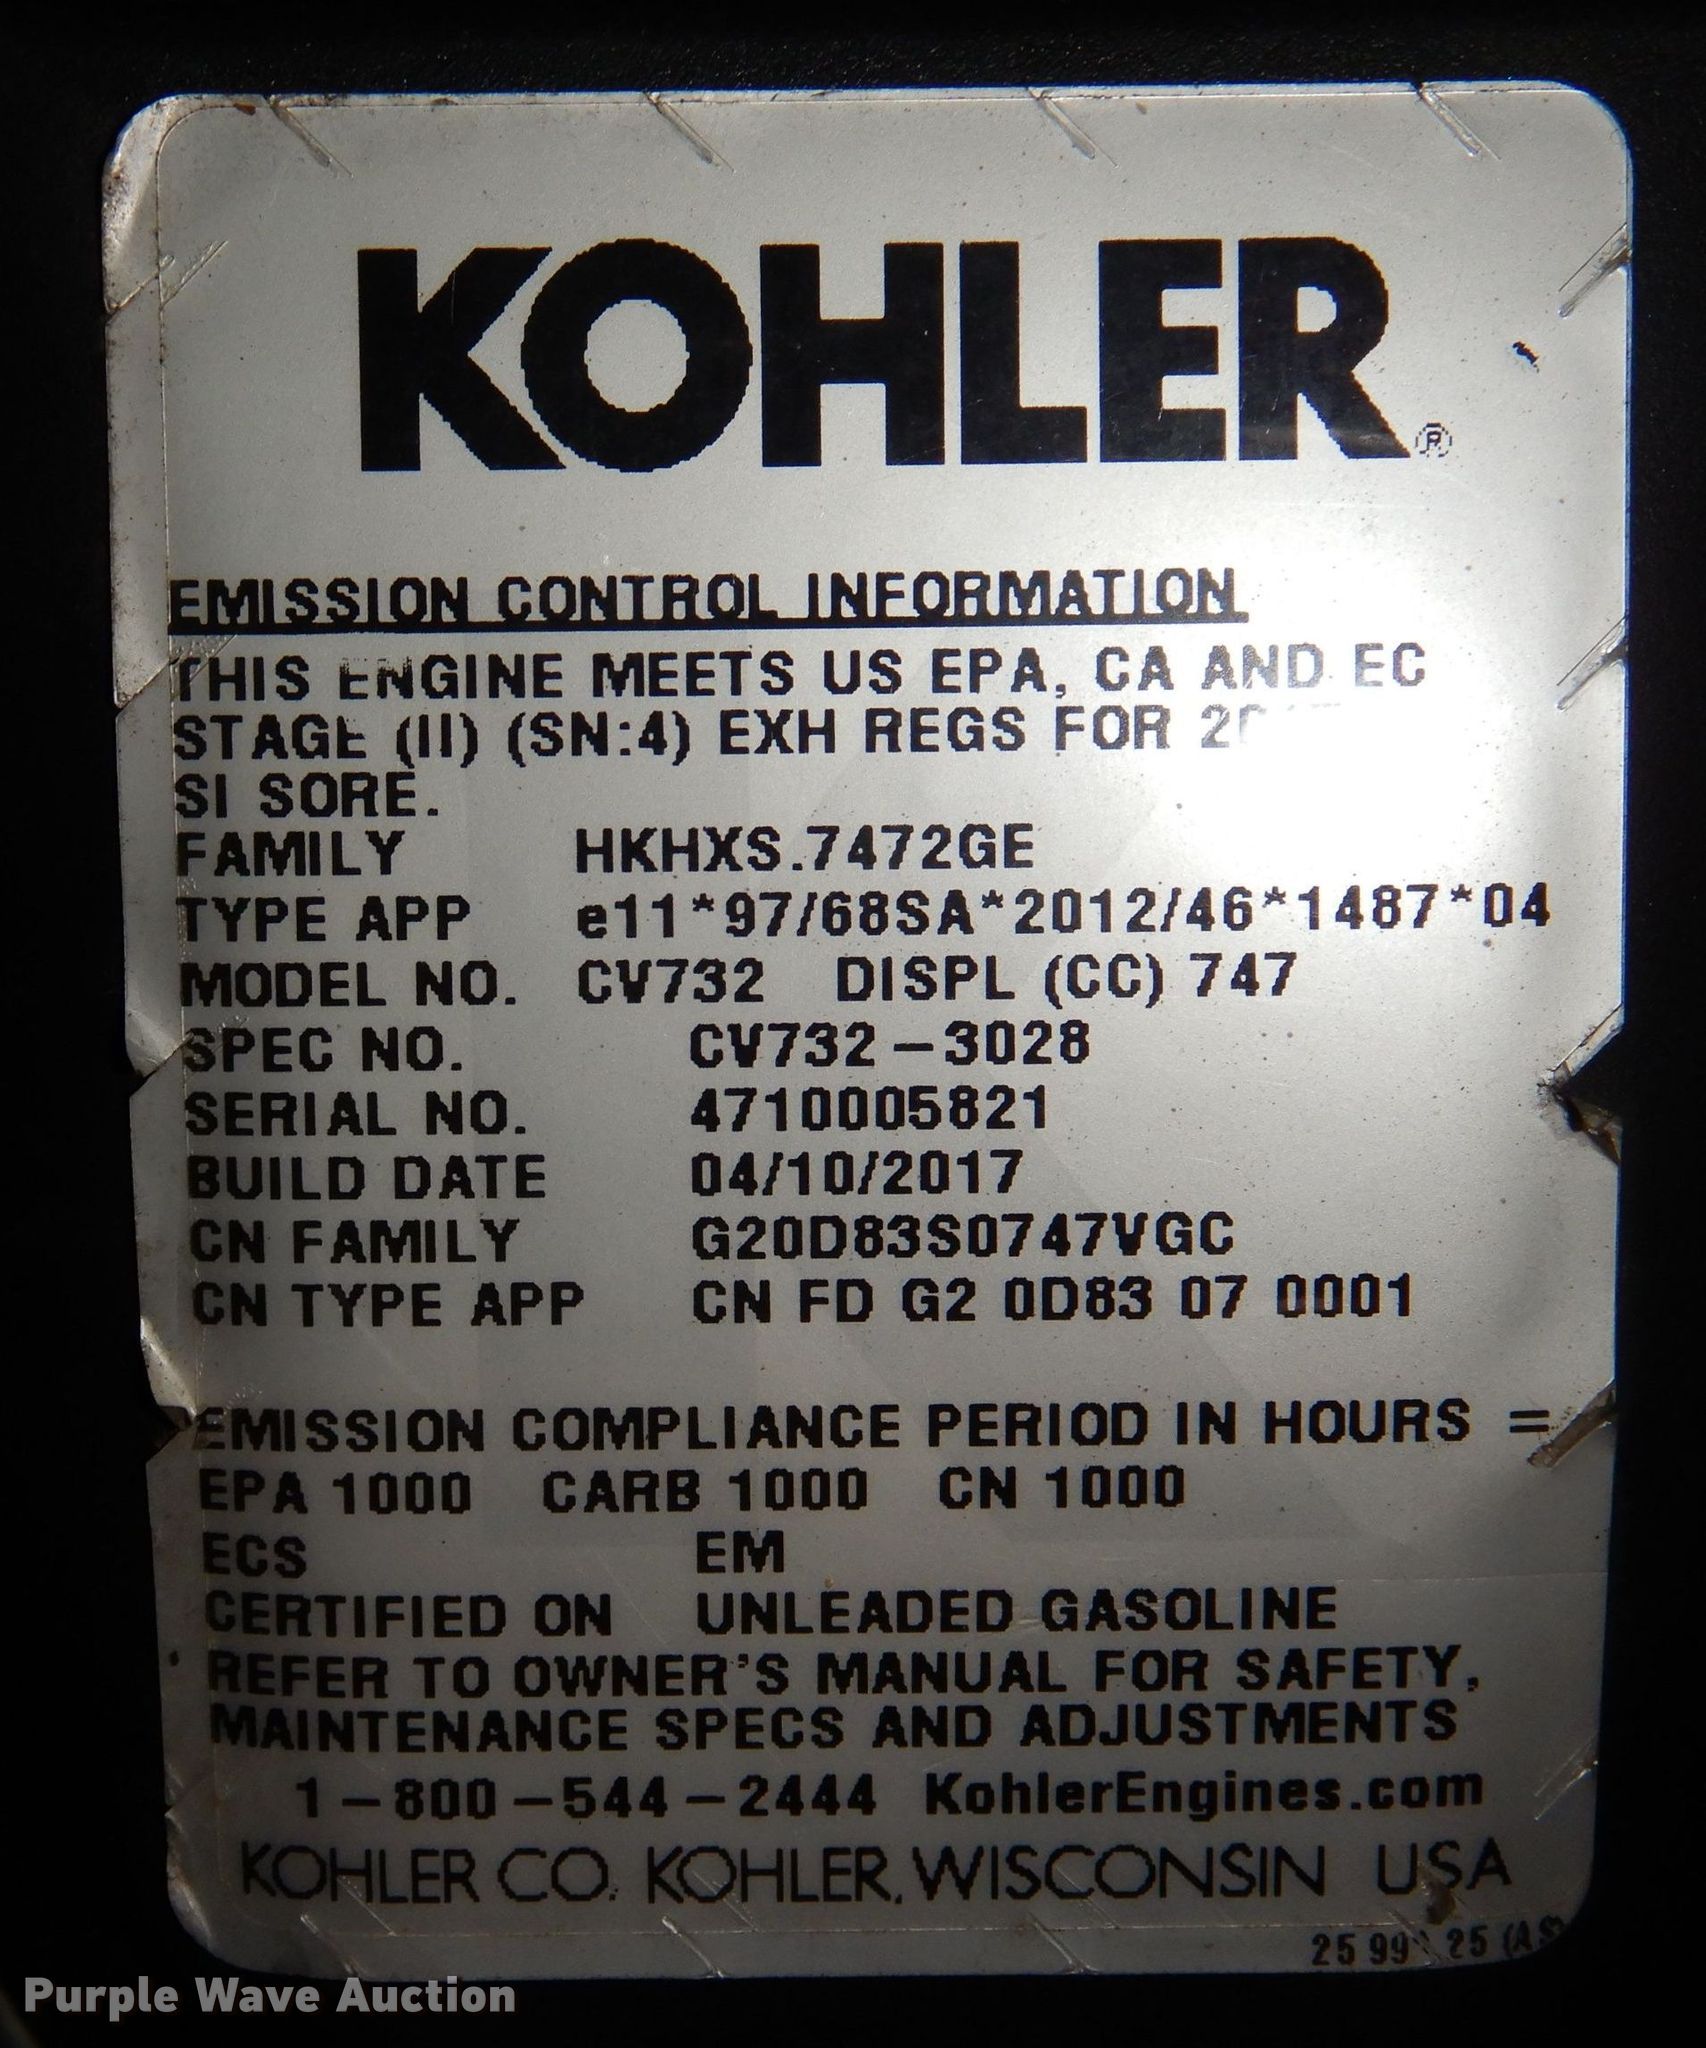 KOHLER®
EMISSION CONTROL INFORMATION
THIS ENGINE MEETS US EPA, CA AND EC
STAGE (II) (SN:4) EXH REGS FOR
SI SORE.
FAMILY HKHXS.7472GE
TYPE APP e11*97/68SA*2012/46*1487*04
MODEL NO. CV732 DISPL (CC) 747
SPEC NO. CV732-3028
SERIAL NO. 4710005821
BUILD DATE 04/10/2017
CN FAMILY G20D83S0747VGC
CN TYPE APP CN FD G2 0D83 07 0001
EMISSION COMPLIANCE PERIOD IN HOURS =
EPA 1000 CARB 1000 CN 1000
ECS EM
CERTIFIED ON UNLEADED GASOLINE
REFER TO OWNER'S MANUAL FOR SAFETY,
MAINTENANCE SPECS AND ADJUSTMENTS
1-800-544-2444 KohlerEngines.com
KOHLER CO. KOHLER, WISCONSIN USA
25 25
Purple Wave Auction